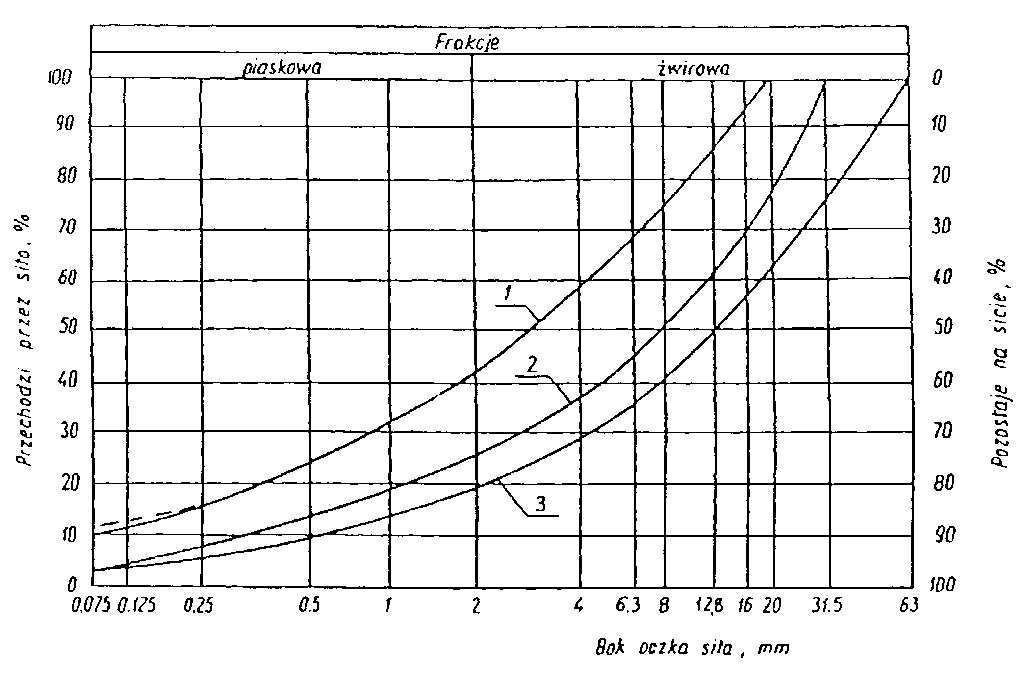 Frakcje
piaskowa żwirowa
100 0
90 10
80 20
70 30
60 40
50 50
40 60
30 70
20 80
10 90
0 100
1
2
3
0.075 0.125 0.25 0.5 1 2 4 6,3 8 12,8 16 20 31.5 63
Bok oczka sita, mm
Przechodzi przez sito, %
Pozostaje na sicie, %